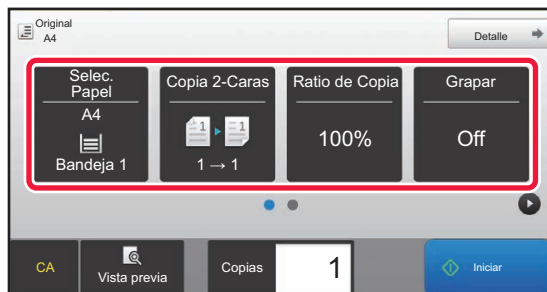 Original
A4
Detalle
Selec.
Papel
A4
Bandeja 1
Copia 2-Caras
1
1
1 → 1
Ratio de Copia
100%
Grapar
Off
CA
Vista previa
Copias
1
Iniciar